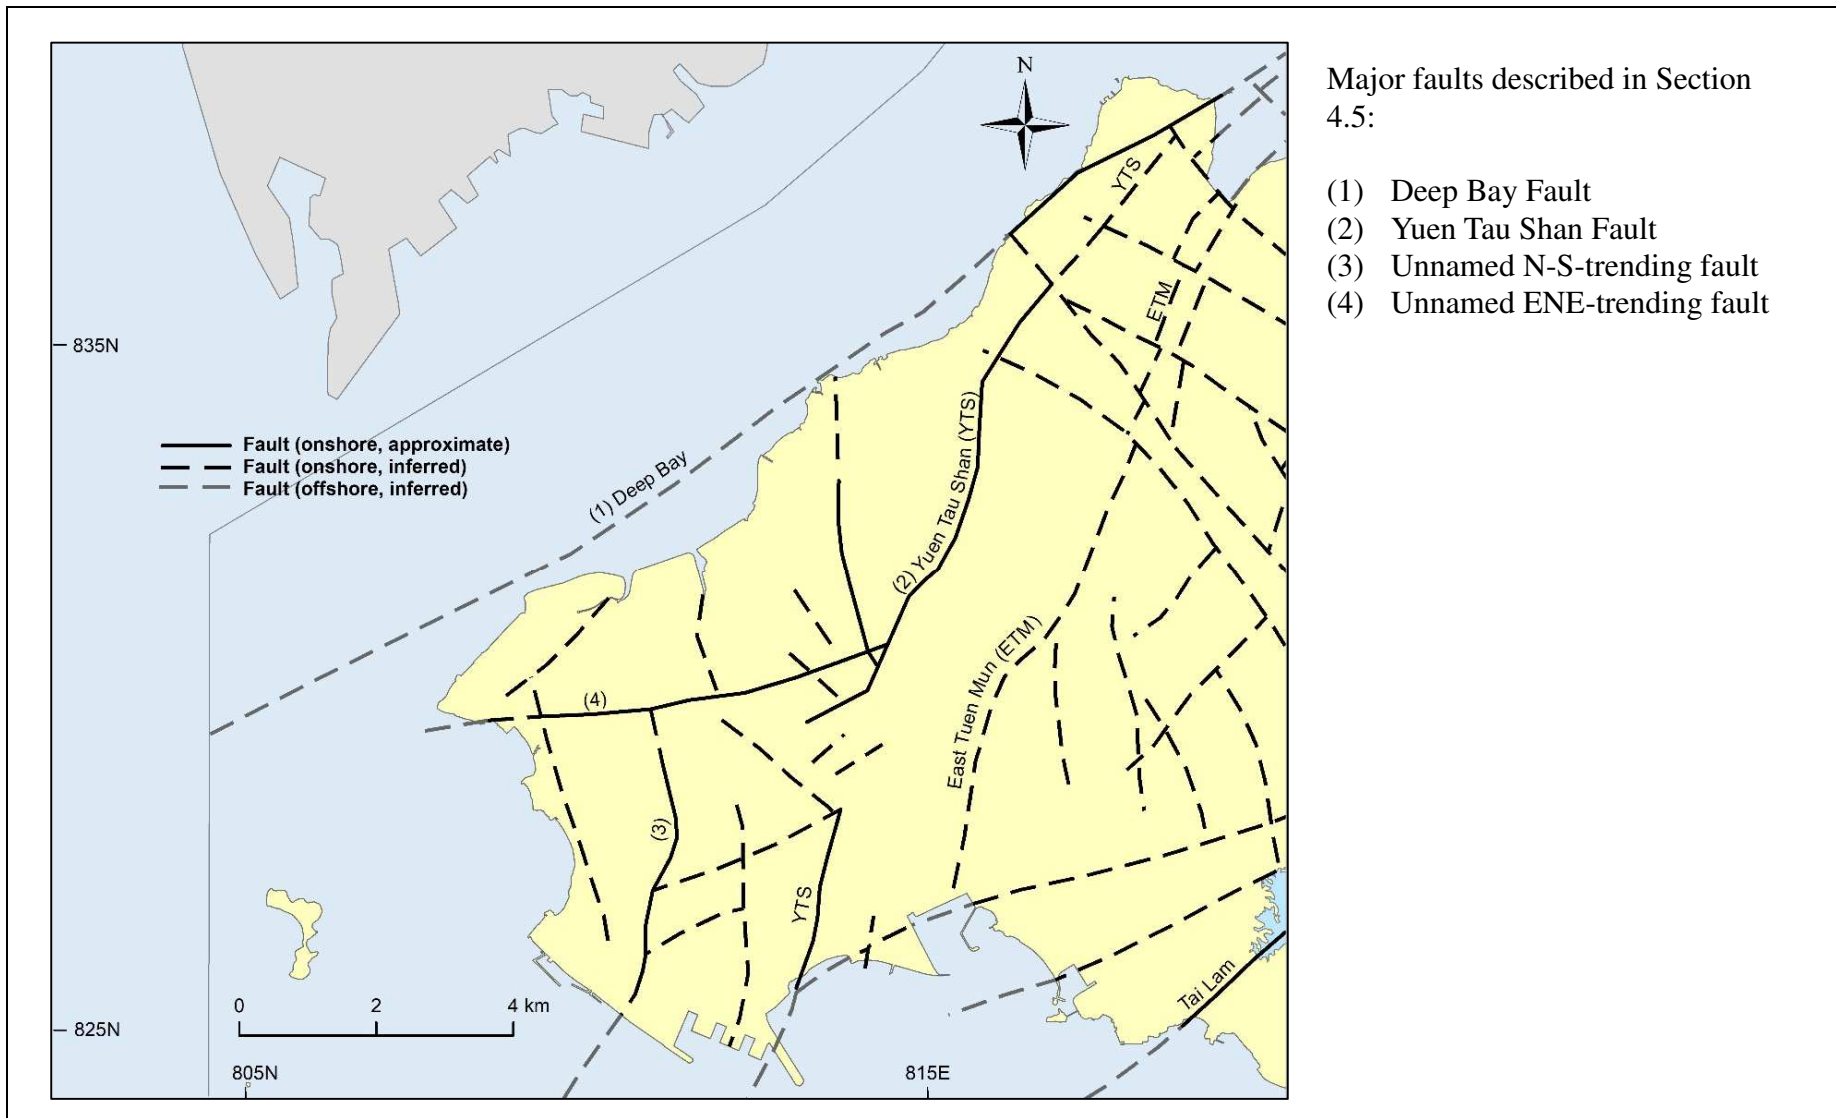 Major faults described in Section
4.5:
(1) Deep Bay Fault
(2) Yuen Tau Shan Fault
(3) Unnamed N-S-trending fault
(4) Unnamed ENE-trending fault
N
YTS
ETM
835N
Fault (onshore, approximate)
Fault (onshore, inferred)
Fault (offshore, inferred)
(1) Deep Bay
(2) Yuen Tau Shan (YTS)
East Tuen Mun (ETM)
(4)
(3)
YTS
Tai Lam
0 2 4 km
825N
805N
815E